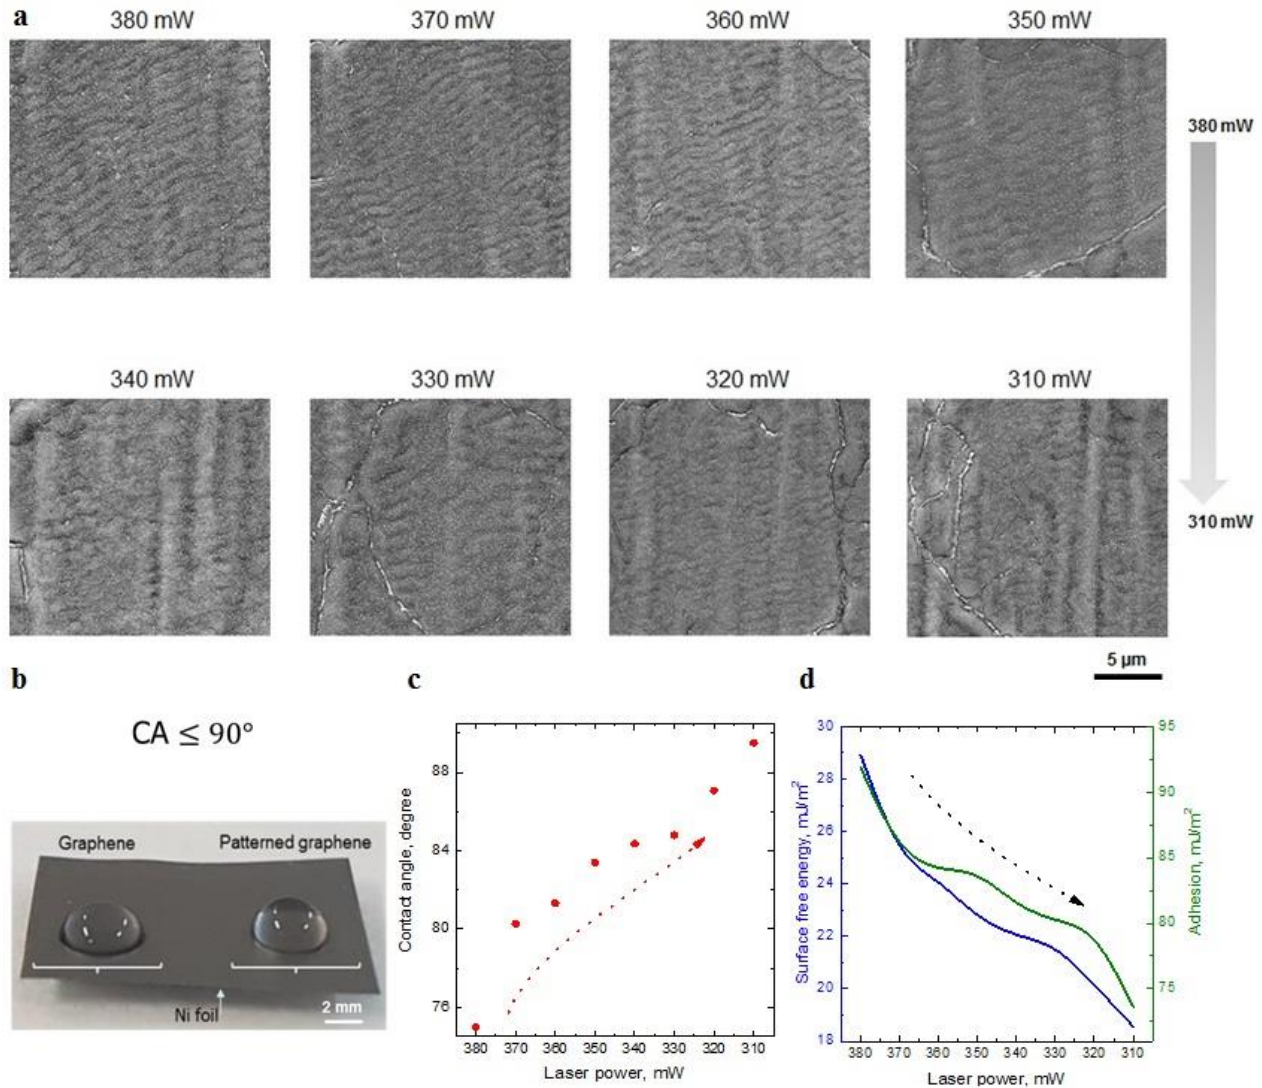 a
380 mW
370 mW
360 mW
350 mW
380 mW
340 mW
330 mW
320 mW
310 mW
310 mW
5 µm
b
CA ≤ 90°
Graphene
Patterned graphene
Ni foil
2 mm
c
Contact angle, degree
88
84
80
76
380 370 360 350 340 330 320 310
Laser power, mW
d
Surface free energy, mJ/m²
30
28
26
24
22
20
18
95
90
85
80
75
Adhesion, mJ/m²
380 370 360 350 340 330 320 310
Laser power, mW